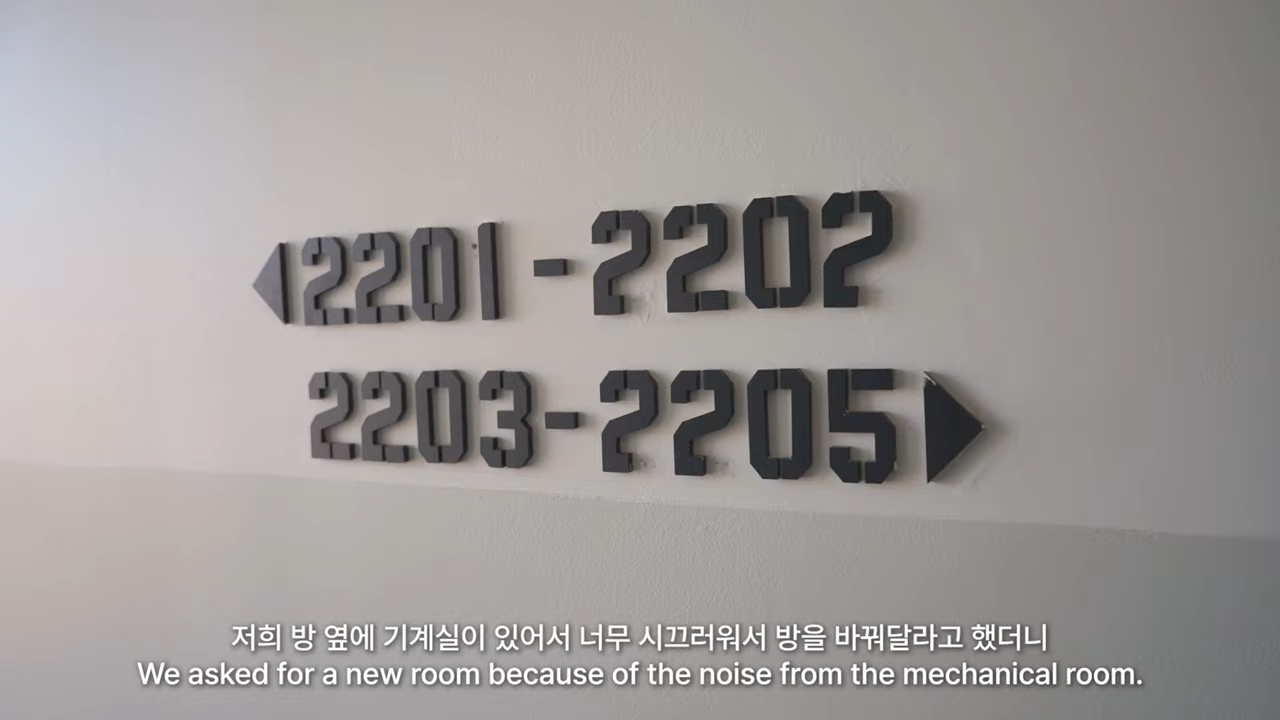 2201-2202
2203-2205
저희 방 옆에 기계실이 있어서 너무 시끄러워서 방을 바꿔달라고 했더니
We asked for a new room because of the noise from the mechanical room.